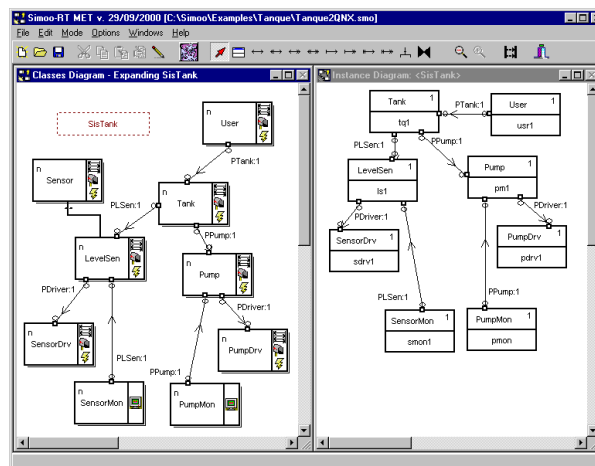 Simoo-RT MET v. 29/09/2000 [C:\Simoo\Examples\Tanque\Tanque2QNX.smo]
File Edit Mode Options Windows Help
Classes Diagram - Expanding SisTank
SisTank
n
User
PTank:1
n
Sensor
PLSen:1
n
Tank
PPump:1
n
LevelSen
n
Pump
PDriver:1
PDriver:1
n
SensorDrv
n
PumpDrv
PLSen:1
PPump:1
n
SensorMon
n
PumpMon
Instance Diagram: <SisTank>
Tank 1
tq1
PTank:1
User 1
usr1
PLSen:1
PPump:1
LevelSen 1
ls1
Pump 1
pm1
PDriver:1
PDriver:1
SensorDrv 1
sdrv1
PumpDrv 1
pdrv1
PLSen:1
PPump:1
SensorMon 1
smon1
PumpMon 1
pmon